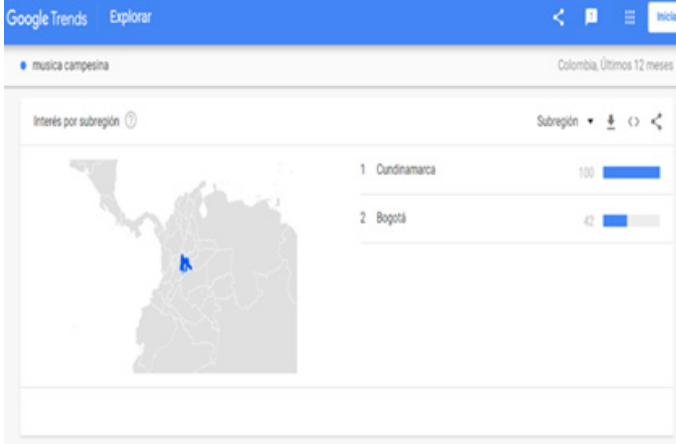 Google Trends Explorar
Inicia
musica campesina
Colombia, Últimos 12 meses
Interés por subregión
Subregión
1 Cundinamarca 100
2 Bogotá 42